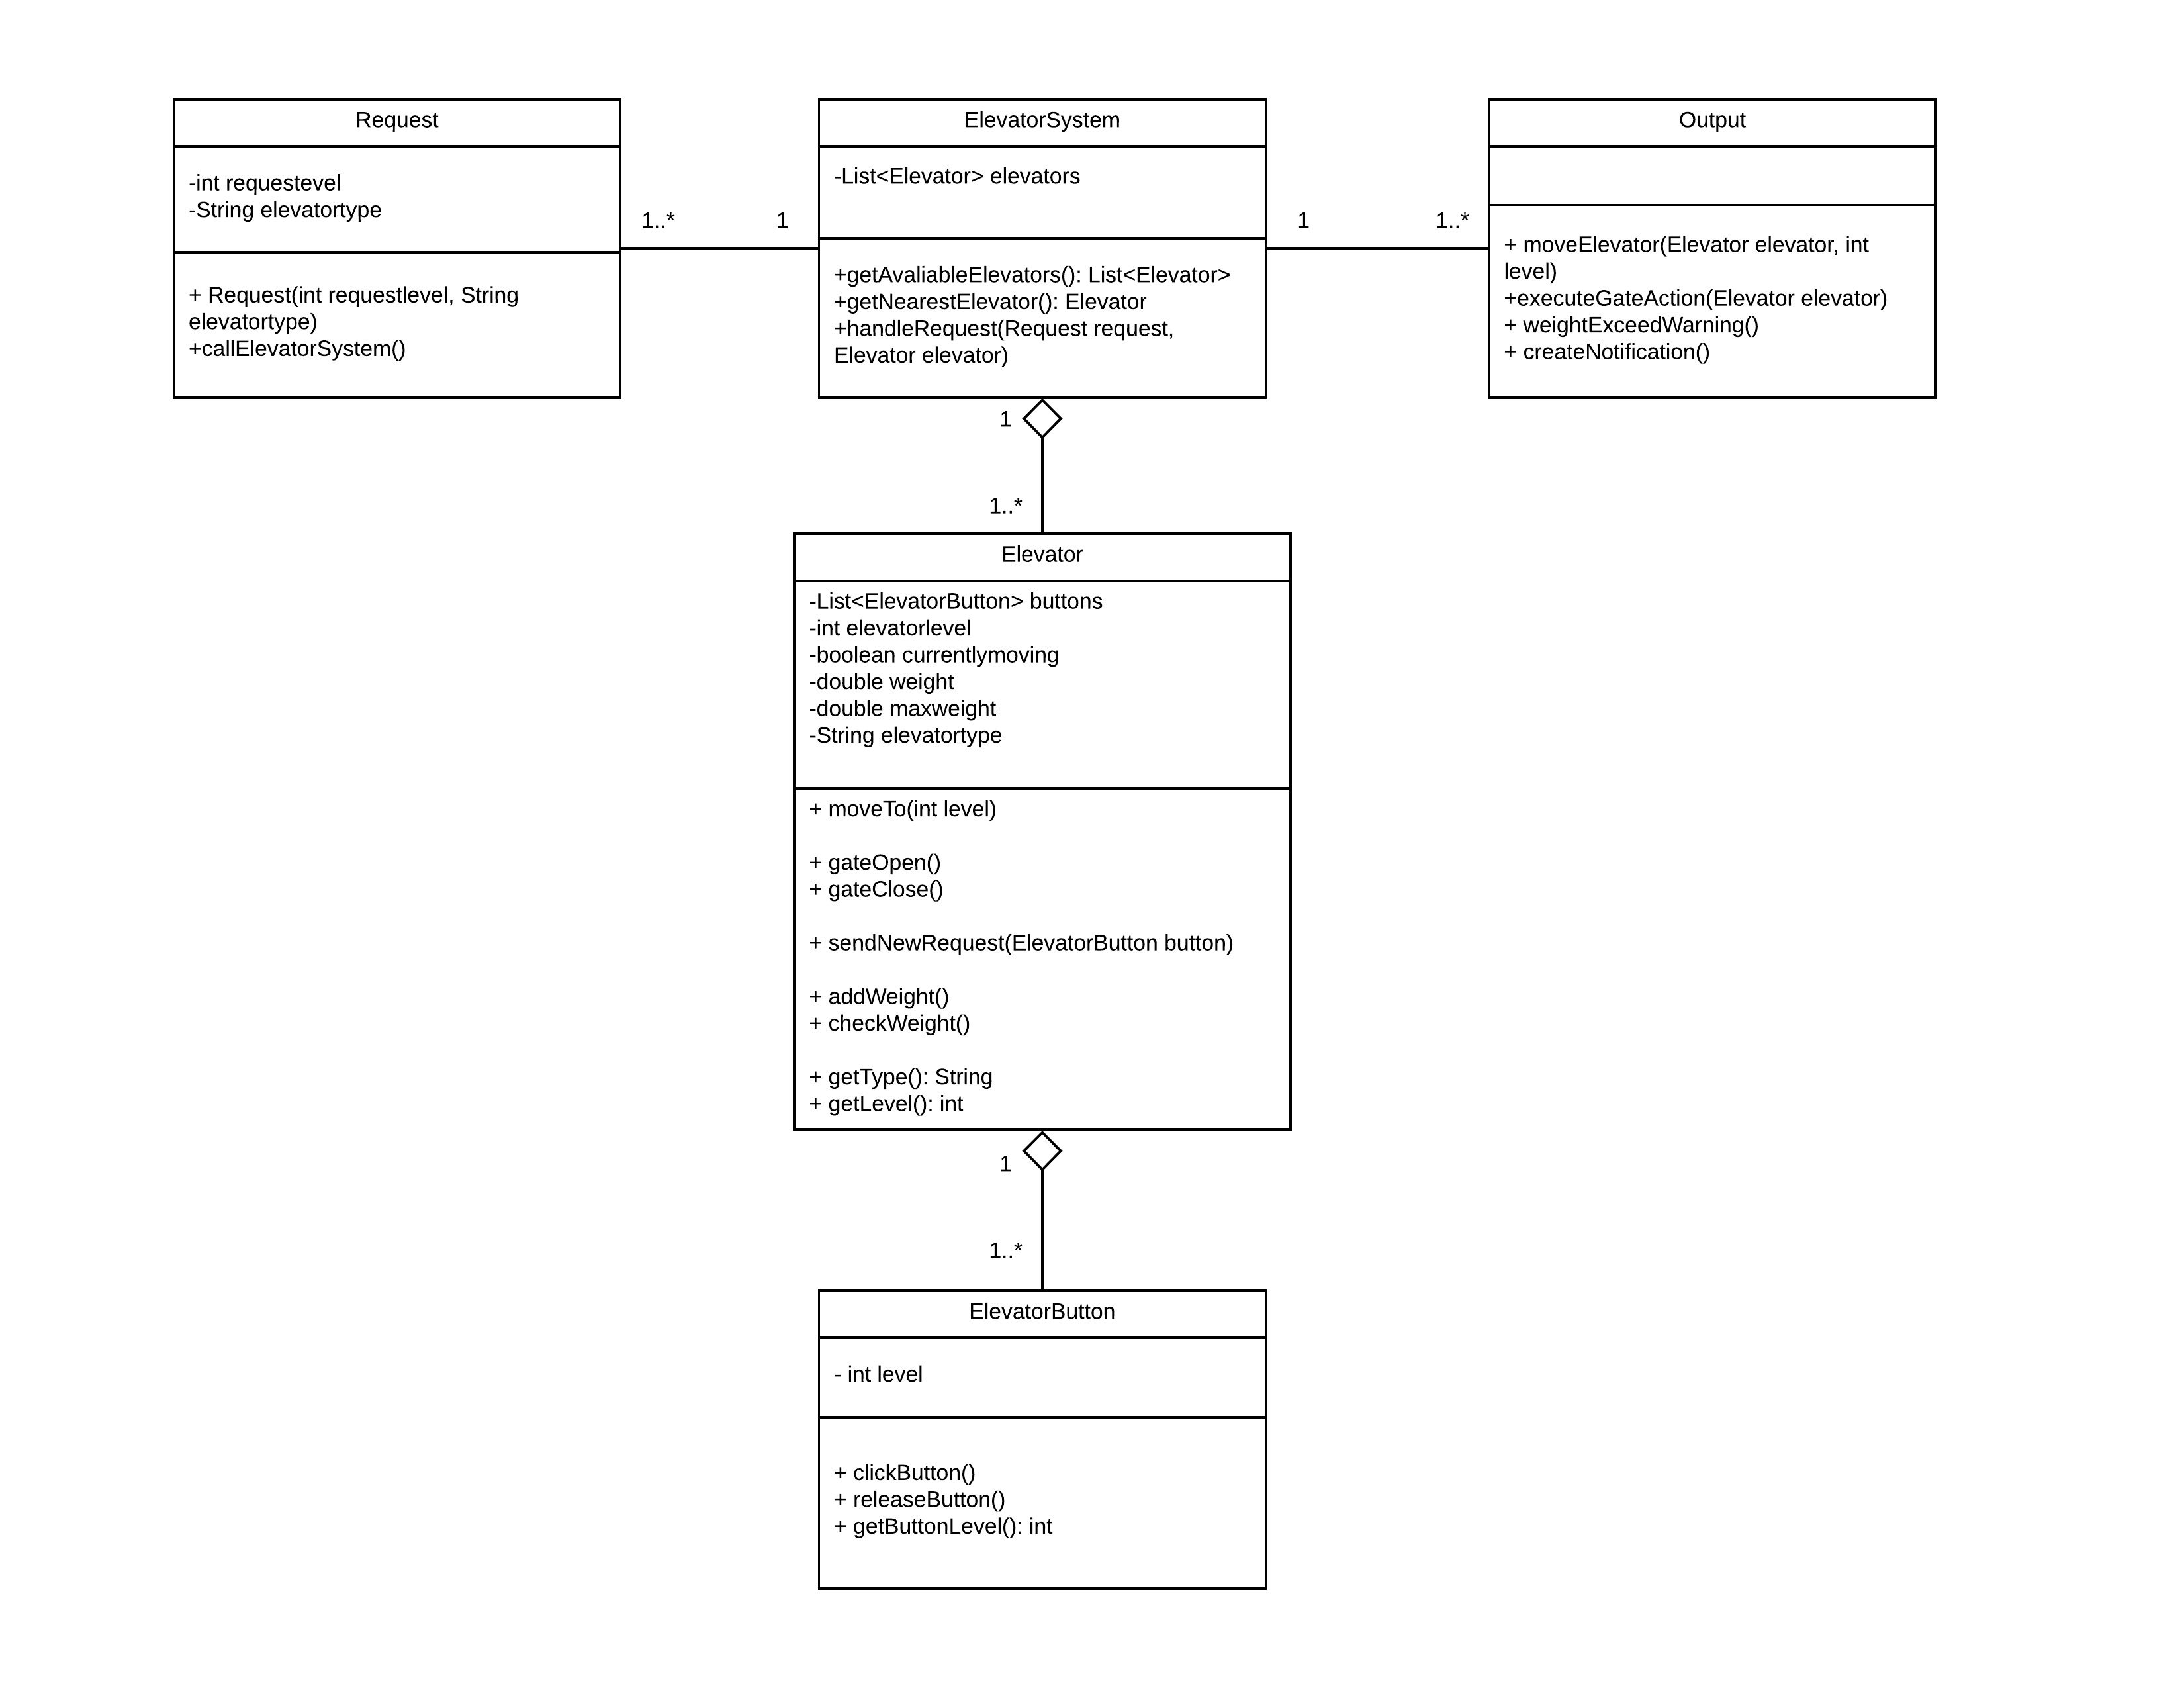 Request
-int requestevel
-String elevatortype
+ Request(int requestlevel, String
elevatortype)
+callElevatorSystem()
1..*
1
ElevatorSystem
-List<Elevator> elevators
+getAvaliableElevators(): List<Elevator>
+getNearestElevator(): Elevator
+handleRequest(Request request,
Elevator elevator)
1
1..*
Output
+ moveElevator(Elevator elevator, int
level)
+executeGateAction(Elevator elevator)
+ weightExceedWarning()
+ createNotification()
1
1..*
Elevator
-List<ElevatorButton> buttons
-int elevatorlevel
-boolean currentlymoving
-double weight
-double maxweight
-String elevatortype
+ moveTo(int level)
+ gateOpen()
+ gateClose()
+ sendNewRequest(ElevatorButton button)
+ addWeight()
+ checkWeight()
+ getType(): String
+ getLevel(): int
1
1..*
ElevatorButton
- int level
+ clickButton()
+ releaseButton()
+ getButtonLevel(): int